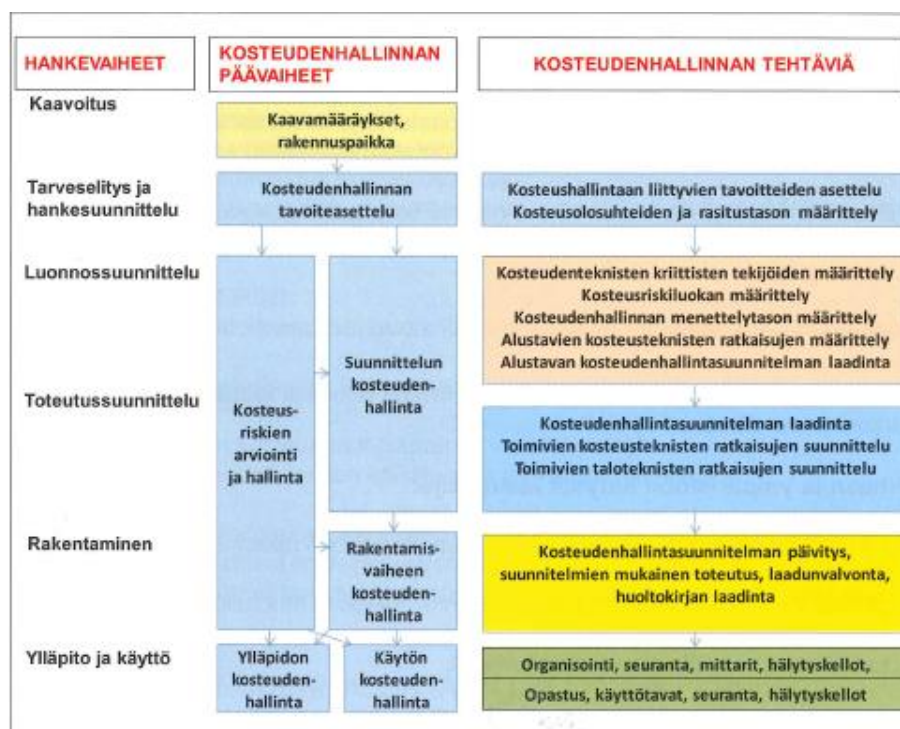 HANKEVAIHEET
KOSTEUDENHALLINNAN
PÄÄVAIHEET
KOSTEUDENHALLINNAN TEHTÄVIÄ
Kaavoitus
Kaavamääräykset,
rakennuspaikka
Tarveselitys ja
hankesuunnittelu
Kosteudenhallinnan
tavoiteasettelu
Kosteushallintaan liittyvien tavoitteiden asettelu
Kosteusolosuhteiden ja rasitustason määrittely
Luonnossuunnittelu
Kosteudenteknisten kriittisten tekijöiden määrittely
Kosteusriskiluokan määrittely
Kosteudenhallinnan menettelytason määrittely
Alustavien kosteusteknisten ratkaisujen määrittely
Alustavan kosteudenhallintasuunnitelman laadinta
Suunnittelun
kosteuden-
hallinta
Toteutussuunnittelu
Kosteus-
riskien
arviointi
ja hallinta
Kosteudenhallintasuunnitelman laadinta
Toimivien kosteusteknisten ratkaisujen suunnittelu
Toimivien taloteknisten ratkaisujen suunnittelu
Rakentaminen
Rakentamis-
vaiheen
kosteuden-
hallinta
Kosteudenhallintasuunnitelman päivitys,
suunnitelmien mukainen toteutus, laadunvalvonta,
huoltokirjan laadinta
Ylläpito ja käyttö
Ylläpidon
kosteuden-
hallinta
Käytön
kosteuden-
hallinta
Organisointi, seuranta, mittarit, hälytyskellot,
Opastus, käyttötavat, seuranta, hälytyskellot